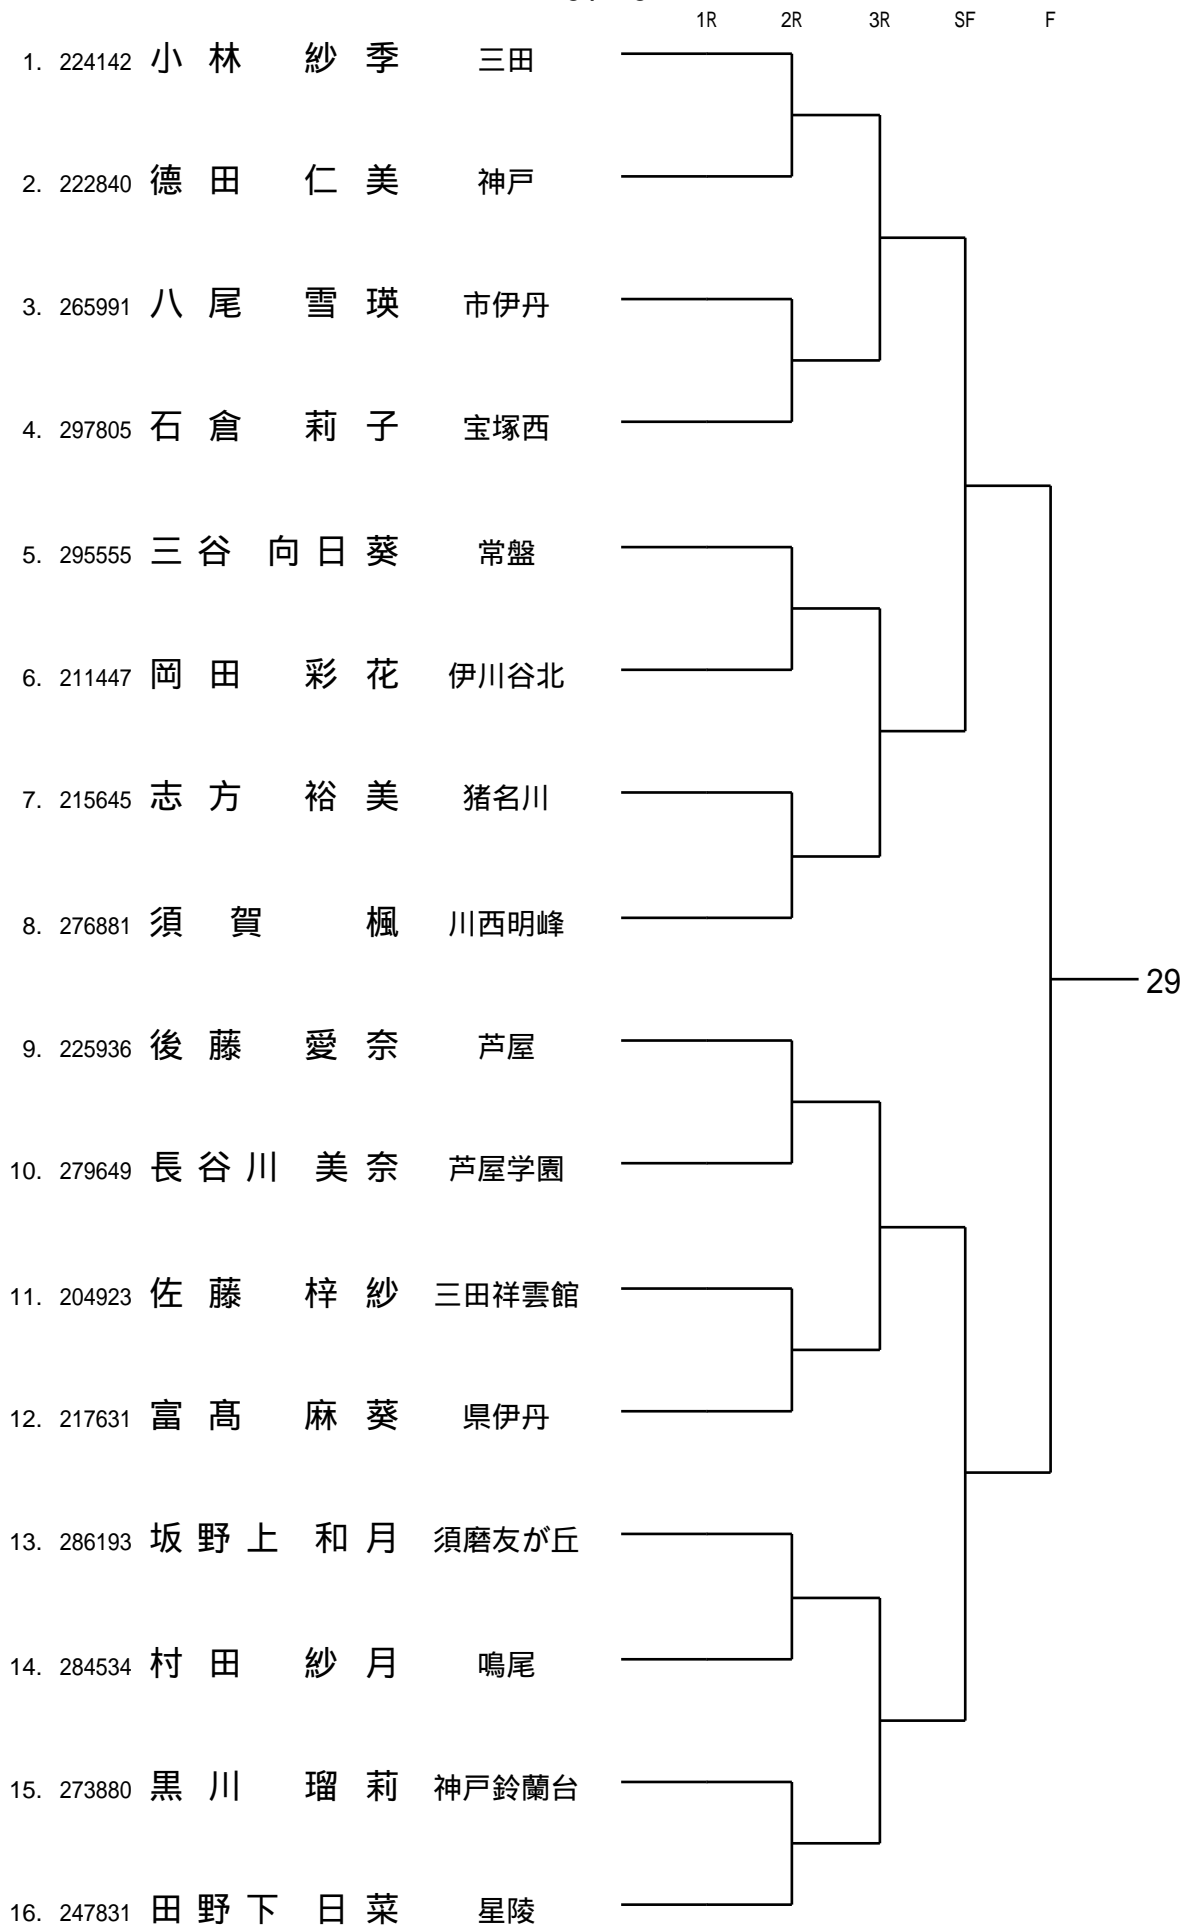 1R 2R 3R SF F
1. 224142 小林 紗季 三田
2. 222840 德田 仁美 神戸
3. 265991 八尾 雪瑛 市伊丹
4. 297805 石倉 莉子 宝塚西
5. 295555 三谷 向日葵 常盤
6. 211447 岡田 彩花 伊川谷北
7. 215645 志方 裕美 猪名川
8. 276881 須賀 楓 川西明峰
29
9. 225936 後藤 愛奈 芦屋
10. 279649 長谷川 美奈 芦屋学園
11. 204923 佐藤 梓紗 三田祥雲館
12. 217631 富髙 麻葵 県伊丹
13. 286193 坂野上 和月 須磨友が丘
14. 284534 村田 紗月 鳴尾
15. 273880 黒川 瑠莉 神戸鈴蘭台
16. 247831 田野下 日菜 星陵